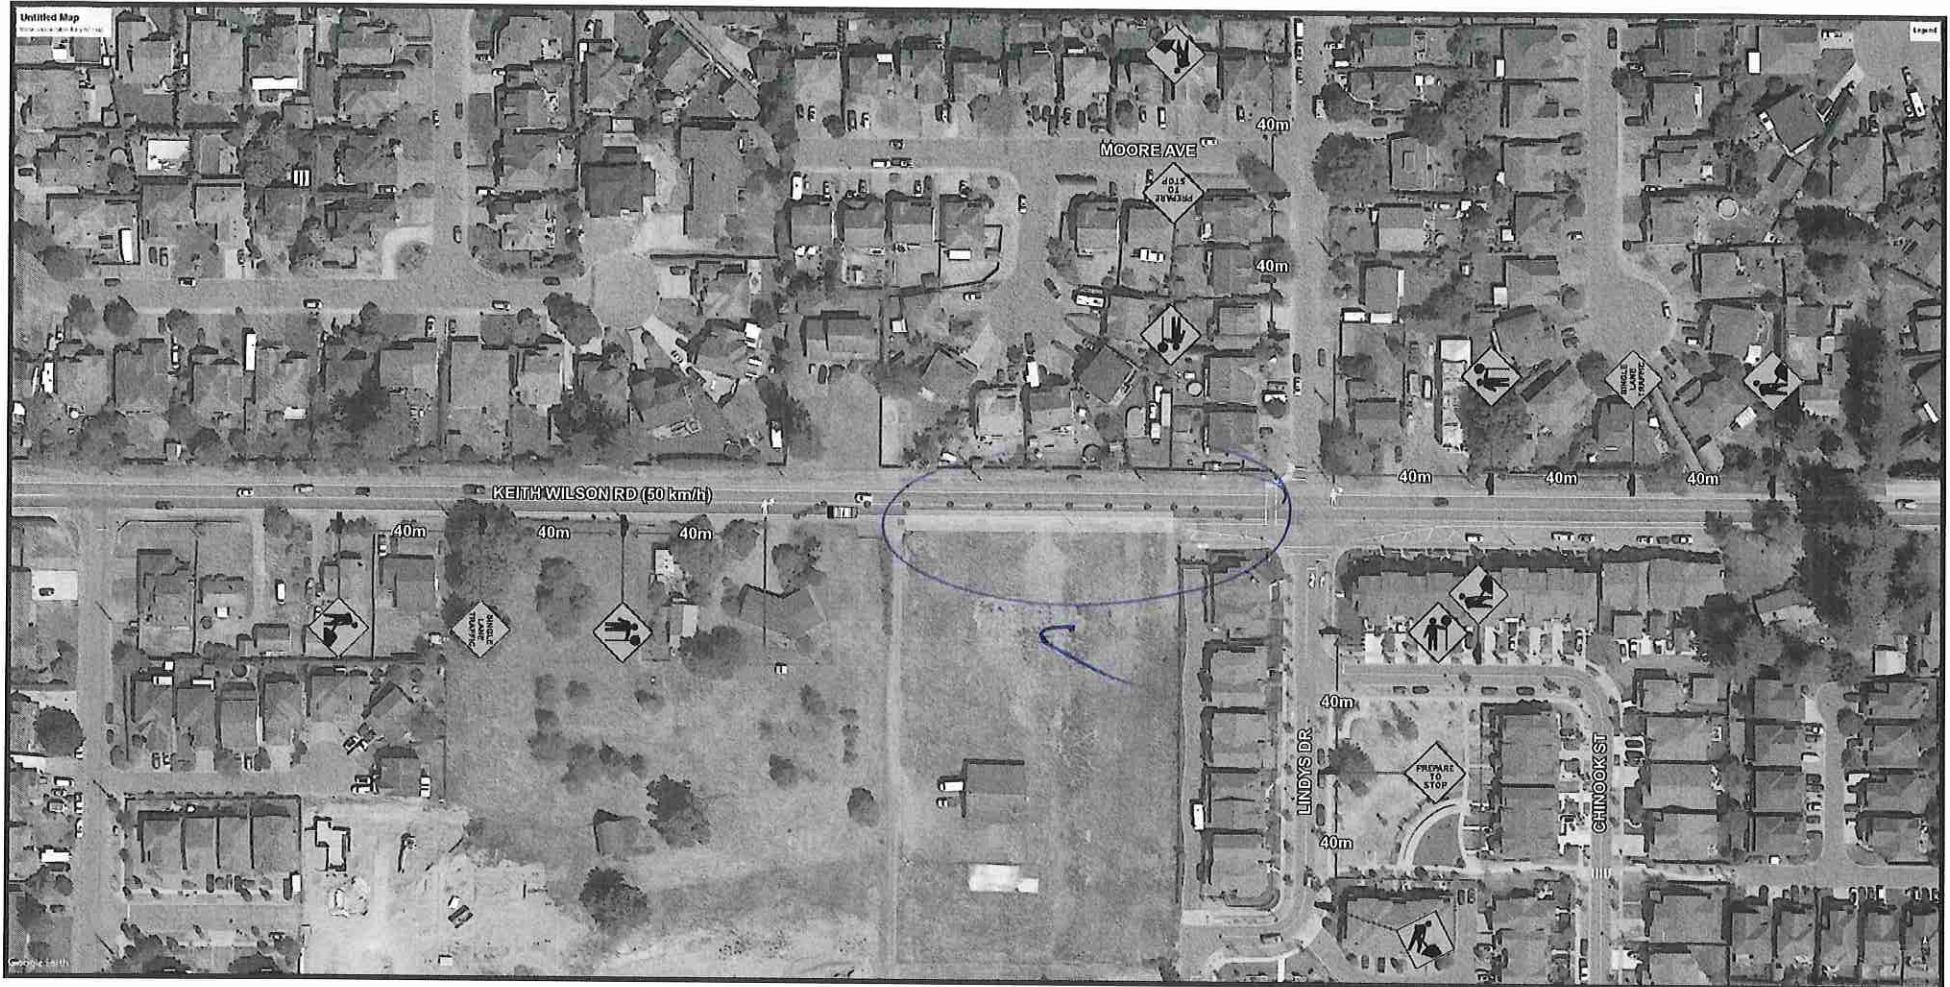 Untitled Map
Legend
40m
MOORE AVE
PREPARE
TO
STOP
40m
SINGLE
LANE
TRAFFIC
40m
40m
40m
KEITH WILSON RD (50 km/h)
40m
40m
40m
SINGLE
LANE
TRAFFIC
40m
LINDYS DR
PREPARE
TO
STOP
CHINOOK ST
40m
Google Earth